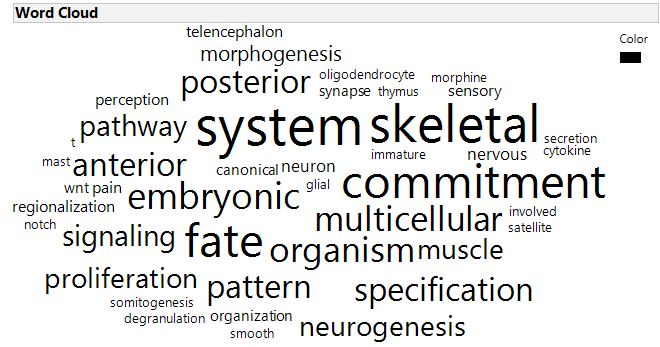 Word Cloud
telencephalon
Color
morphogenesis
posterior
oligodendrocyte
morphine
synapse
thymus
sensory
perception
pathway
system
skeletal
secretion
cytokine
t
mast
anterior
canonical
neuron
immature
nervous
wnt
pain
glial
commitment
embryonic
regionalization
notch
multicellular
involved
satellite
signaling
fate
organism
muscle
proliferation
pattern
specification
somitogenesis
degranulation
organization
smooth
neurogenesis